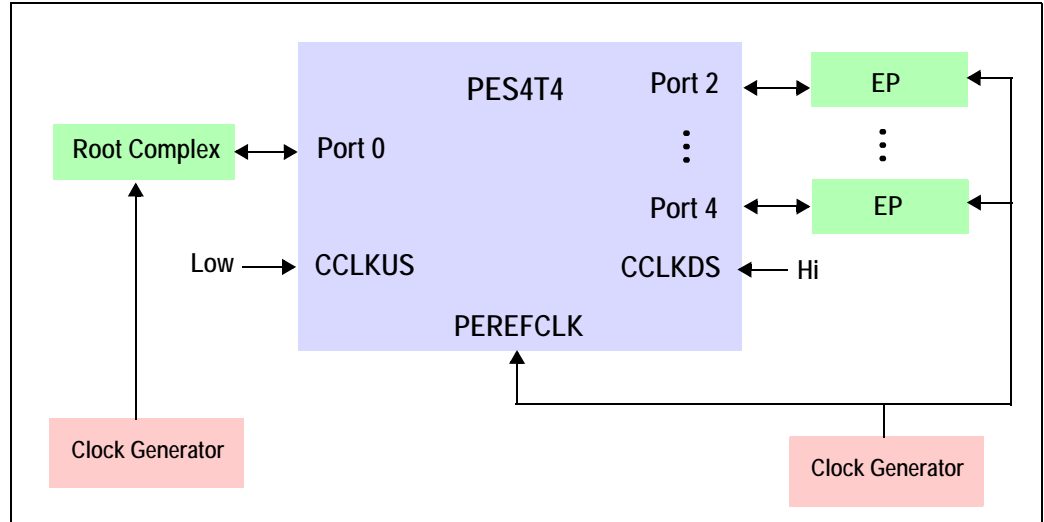 PES4T4
Port 2
EP
Root Complex
Port 0
Port 4
EP
Low
CCLKUS
CCLKDS
Hi
PEREFCLK
Clock Generator
Clock Generator